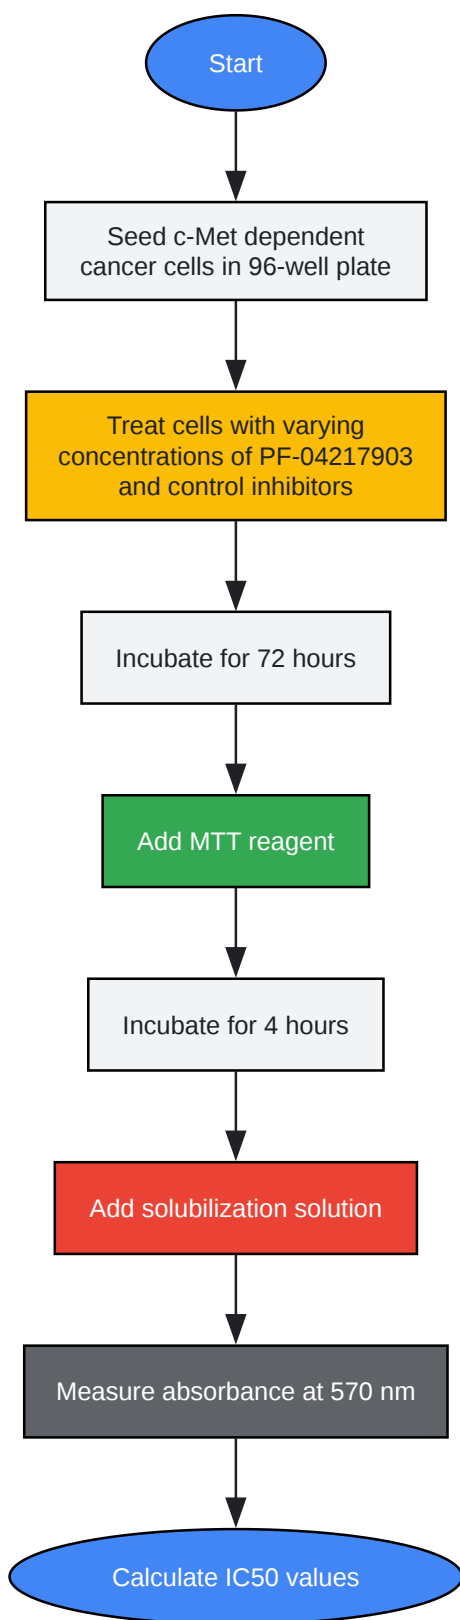 Start
Seed c-Met dependent
cancer cells in 96-well plate
Treat cells with varying
concentrations of PF-04217903
and control inhibitors
Incubate for 72 hours
Add MTT reagent
Incubate for 4 hours
Add solubilization solution
Measure absorbance at 570 nm
Calculate IC50 values